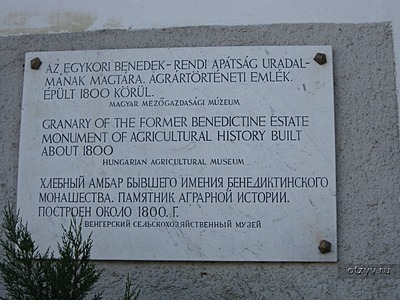 AZ EGYKORI BENEDEK-RENDI APÁTSÁG URADAL-
MÁNAK MAGTÁRA. AGRÁRTÖRTÉNETI EMLÉK.
ÉPÜLT 1800 KÖRÜL.
MAGYAR MEZŐGAZDASÁGI MÚZEUM
GRANARY OF THE FORMER BENEDICTINE ESTATE
MONUMENT OF AGRICULTURAL HISTORY BUILT
ABOUT 1800
HUNGARIAN AGRICULTURAL MUSEUM
ХЛЕБНЫЙ АМБАР БЫВШЕГО ИМЕНИЯ БЕНЕДИКТИНСКОГО
МОНАШЕСТВА. ПАМЯТНИК АГРАРНОЙ ИСТОРИИ.
ПОСТРОЕН ОКОЛО 1800. Г.
ВЕНГЕРСКИЙ СЕЛЬСКОХОЗЯЙСТВЕННЫЙ МУЗЕЙ
otzyv.ru